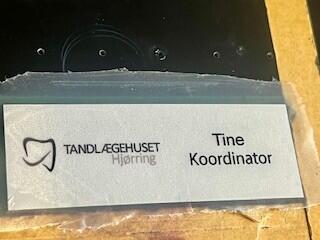 TANDLÆGEHUSET
Hjørring
Tine
Koordinator